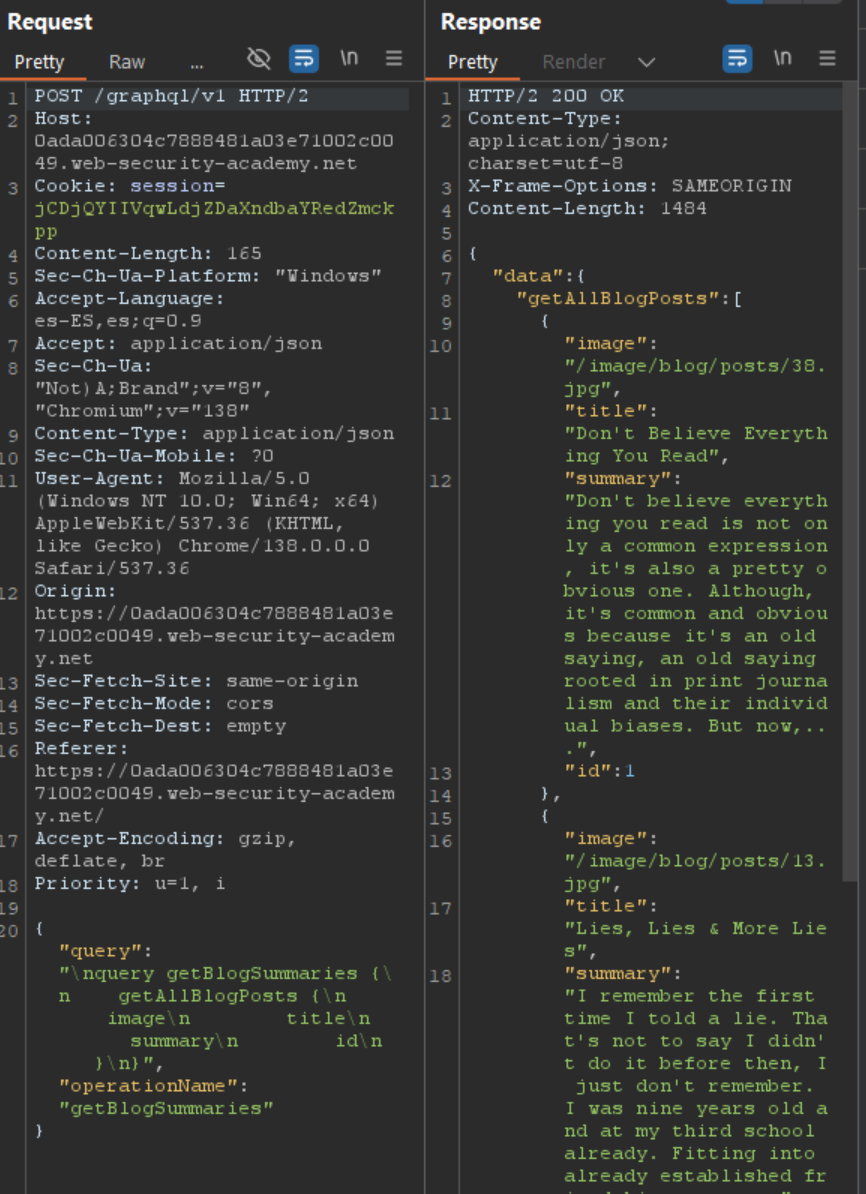 Request
Pretty Raw ... \n
1 POST /graphql/v1 HTTP/2
2 Host:
0ada006304c7888481a03e71002c00
49.web-security-academy.net
3 Cookie: session=
jCDjQYIIVqwLdjZDaXndbaYRedZmck
pp
4 Content-Length: 165
5 Sec-Ch-Ua-Platform: "Windows"
6 Accept-Language:
es-ES,es;q=0.9
7 Accept: application/json
8 Sec-Ch-Ua:
"Not)A;Brand";v="8",
"Chromium";v="138"
9 Content-Type: application/json
10 Sec-Ch-Ua-Mobile: ?0
11 User-Agent: Mozilla/5.0
(Windows NT 10.0; Win64; x64)
AppleWebKit/537.36 (KHTML,
like Gecko) Chrome/138.0.0.0
Safari/537.36
12 Origin:
https://0ada006304c7888481a03e
71002c0049.web-security-academ
y.net
13 Sec-Fetch-Site: same-origin
14 Sec-Fetch-Mode: cors
15 Sec-Fetch-Dest: empty
16 Referer:
https://0ada006304c7888481a03e
71002c0049.web-security-academ
y.net/
17 Accept-Encoding: gzip,
deflate, br
18 Priority: u=1, i
19
20 {
"query":
"\nquery getBlogSummaries {\
n    getAllBlogPosts {\n
image\n        title\n
summary\n        id\n
}\n}",
"operationName":
"getBlogSummaries"
}
Response
Pretty Render \n
1 HTTP/2 200 OK
2 Content-Type:
application/json;
charset=utf-8
3 X-Frame-Options: SAMEORIGIN
4 Content-Length: 1484
5
6 {
7 "data":{
8 "getAllBlogPosts":[
9 {
10 "image":
"/image/blog/posts/38.
jpg",
11 "title":
"Don't Believe Everyth
ing You Read",
12 "summary":
"Don't believe everyth
ing you read is not on
ly a common expression
, it's also a pretty o
bvious one. Although,
it's common and obviou
s because it's an old
saying, an old saying
rooted in print journa
lism and their individ
ual biases. But now,..
.",
13 "id":1
14 },
15 {
16 "image":
"/image/blog/posts/13.
jpg",
17 "title":
"Lies, Lies & More Lie
s",
18 "summary":
"I remember the first
time I told a lie. Tha
t's not to say I didn'
t do it before then, I
just don't remember.
I was nine years old a
nd at my third school
already. Fitting into
already established fr